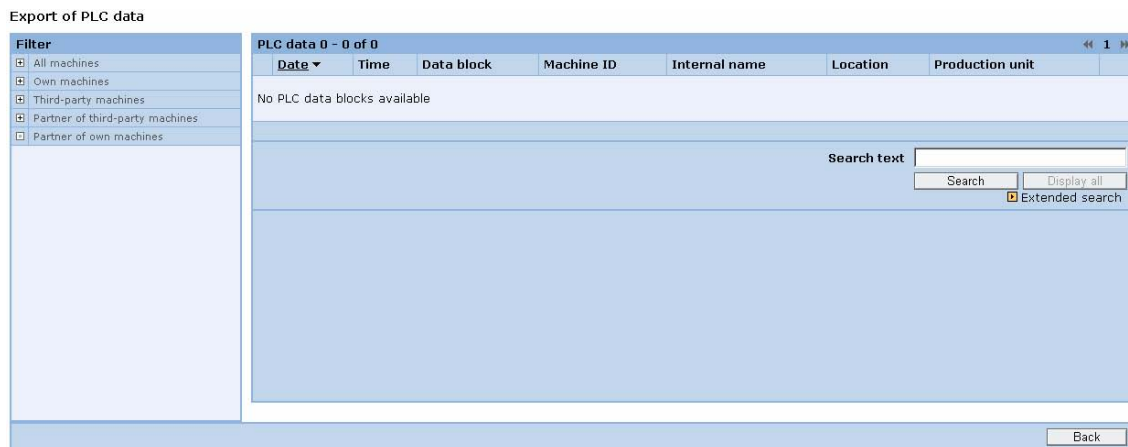 Export of PLC data
Filter
All machines
Own machines
Third-party machines
Partner of third-party machines
Partner of own machines
PLC data 0 - 0 of 0
1
Date Time Data block Machine ID Internal name Location Production unit
No PLC data blocks available
Search text
Search Display all
Extended search
Back